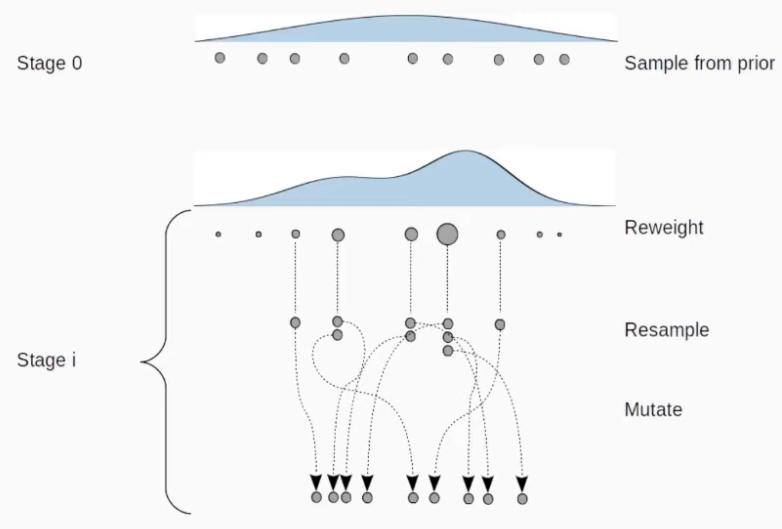 Stage 0
Sample from prior
Reweight
Resample
Stage i
Mutate